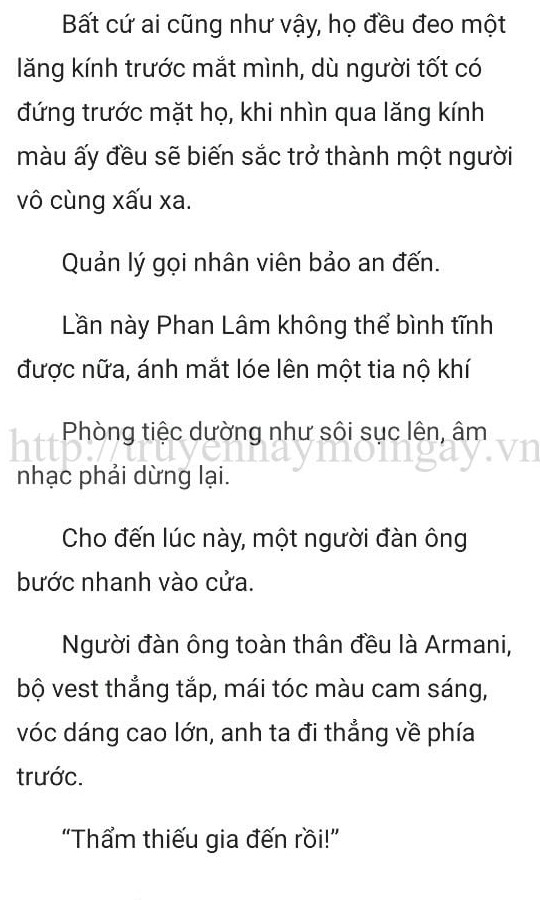 Bất cứ ai cũng như vậy, họ đều đeo một
lăng kính trước mắt mình, dù người tốt có
đứng trước mặt họ, khi nhìn qua lăng kính
màu ấy đều sẽ biến sắc trở thành một người
vô cùng xấu xa.
Quản lý gọi nhân viên bảo an đến.
Lần này Phan Lâm không thể bình tĩnh
được nữa, ánh mắt lóe lên một tia nộ khí
Phòng tiệc dường như sôi sục lên, âm
http://truyenhaymoingay.vn
nhạc phải dừng lại.
Cho đến lúc này, một người đàn ông
bước nhanh vào cửa.
Người đàn ông toàn thân đều là Armani,
bộ vest thẳng tắp, mái tóc màu cam sáng,
vóc dáng cao lớn, anh ta đi thẳng về phía
trước.
“Thẩm thiếu gia đến rồi!”